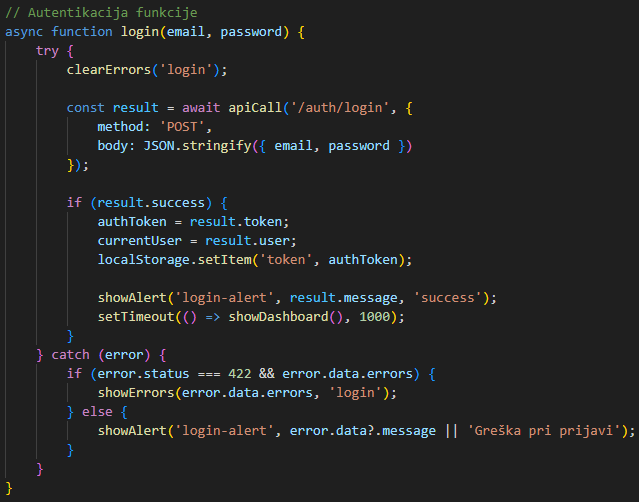 // Autentikacija funkcije
async function login(email, password) {
    try {
        clearErrors('login');

        const result = await apiCall('/auth/login', {
            method: 'POST',
            body: JSON.stringify({ email, password })
        });

        if (result.success) {
            authToken = result.token;
            currentUser = result.user;
            localStorage.setItem('token', authToken);

            showAlert('login-alert', result.message, 'success');
            setTimeout(() => showDashboard(), 1000);
        }
    } catch (error) {
        if (error.status === 422 && error.data.errors) {
            showErrors(error.data.errors, 'login');
        } else {
            showAlert('login-alert', error.data?.message || 'Greška pri prijavi');
        }
    }
}